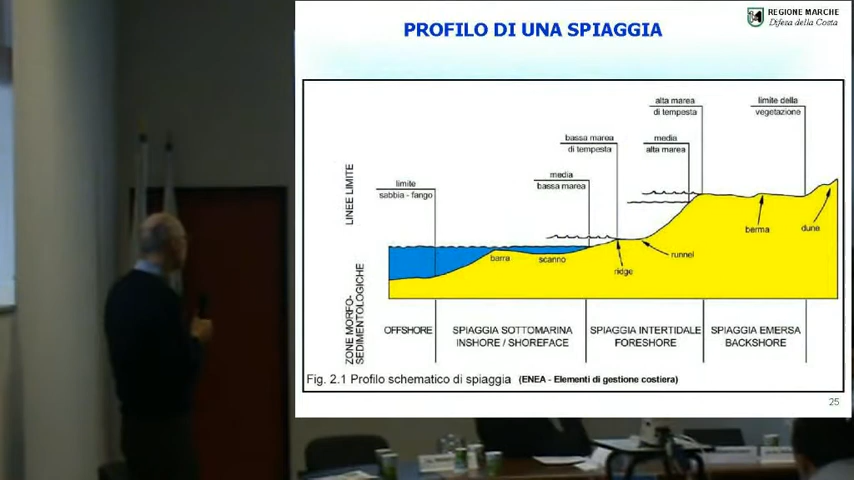 PROFILO DI UNA SPIAGGIA
REGIONE MARCHE
Difesa della Costa
alta marea
di tempesta
limite della
vegetazione
bassa marea
di tempesta
media
alta marea
media
bassa marea
limite
sabbia - fango
LINEE LIMITE
berma
dune
barra
scanno
runnel
ridge
ZONE MORFO-
SEDIMENTOLOGICHE
OFFSHORE
SPIAGGIA SOTTOMARINA
INSHORE / SHOREFACE
SPIAGGIA INTERTIDALE
FORESHORE
SPIAGGIA EMERSA
BACKSHORE
Fig. 2.1 Profilo schematico di spiaggia (ENEA - Elementi di gestione costiera)
25